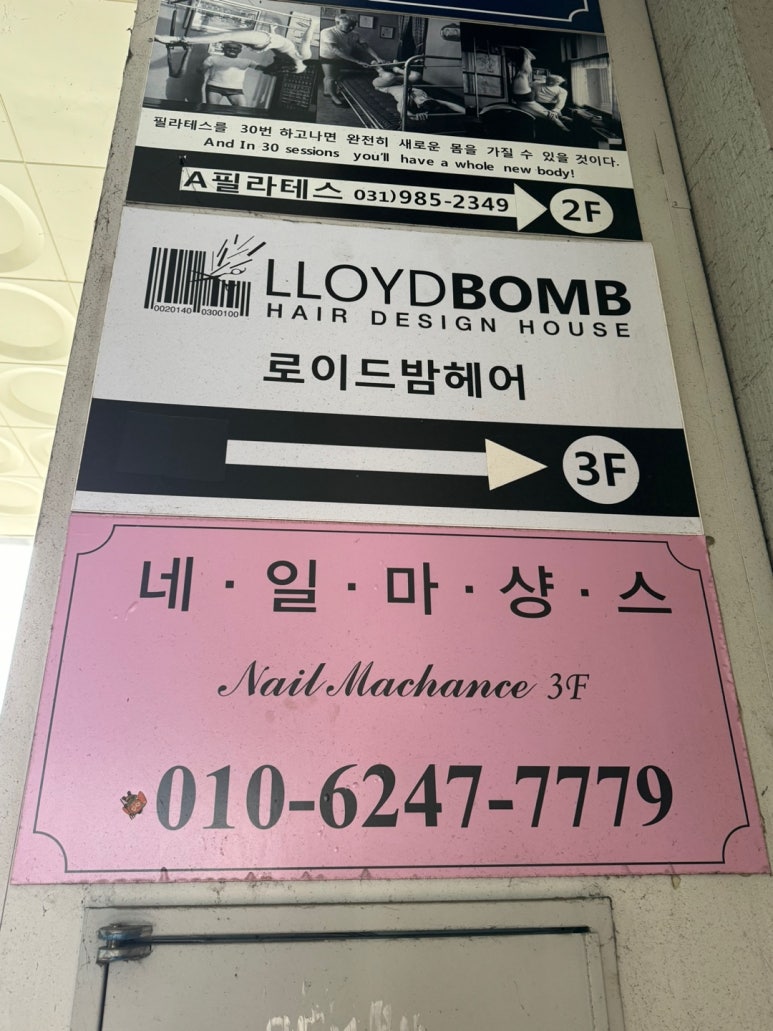 필라테스를 30번 하고나면 완전히 새로운 몸을 가질 수 있을 것이다.
And In 30 sessions you'll have a whole new body!
A필라테스 031)985-2349 2F
LLOYDBOMB
0020140 0300100
HAIR DESIGN HOUSE
로이드밤헤어
3F
네·일·마·샹·스
Nail Machance 3F
010-6247-7779